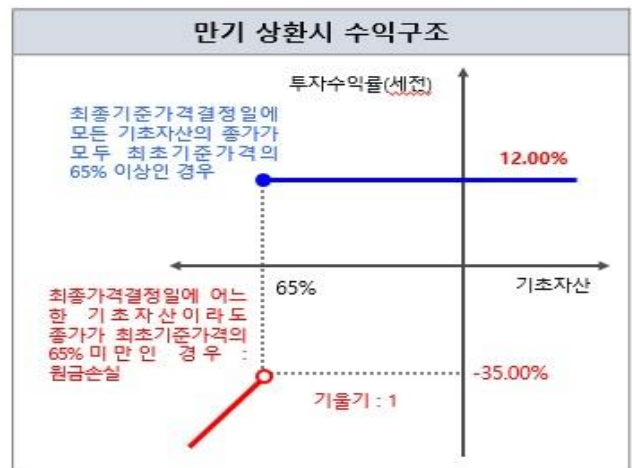 만기 상환시 수익구조
투자수익률(세전)
최종기준가격결정일에
모든 기초자산의 종가가
모두 최초기준가격의
65% 이상인 경우
12.00%
65%
기초자산
최종가격결정일에 어느
한 기초자산이라도
종가가 최초기준가격의
65% 미만인 경우 :
원금손실
-35.00%
기울기 : 1